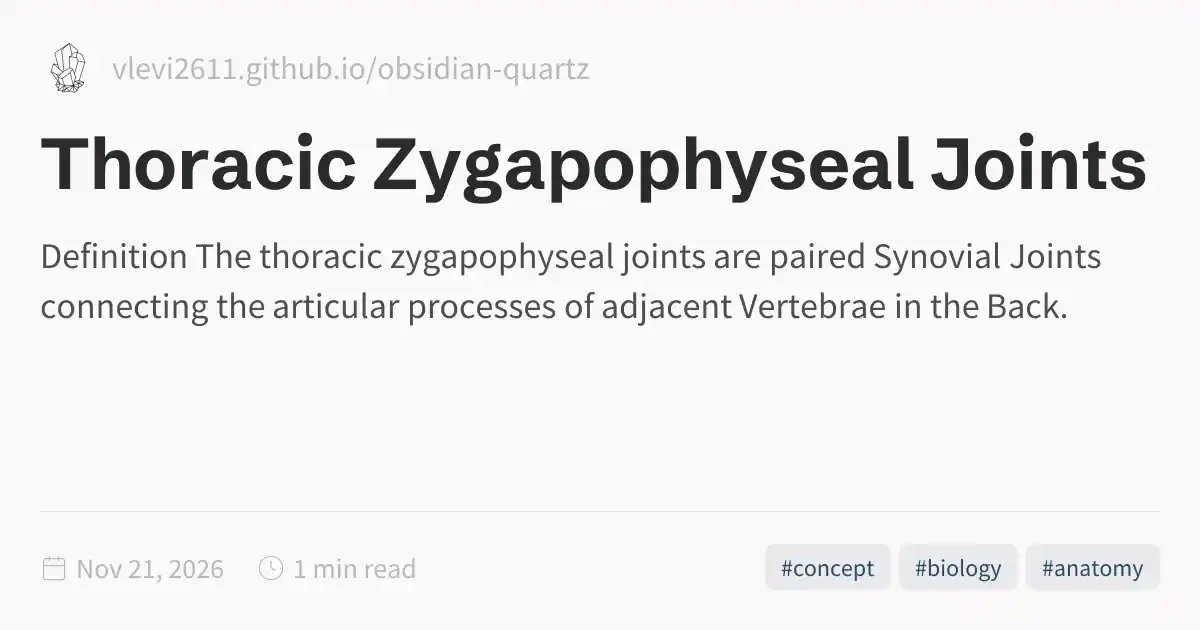 vlevi2611.github.io/obsidian-quartz
Thoracic Zygapophyseal Joints
Definition The thoracic zygapophyseal joints are paired Synovial Joints
connecting the articular processes of adjacent Vertebrae in the Back.
Nov 21, 2026 1 min read #concept #biology #anatomy